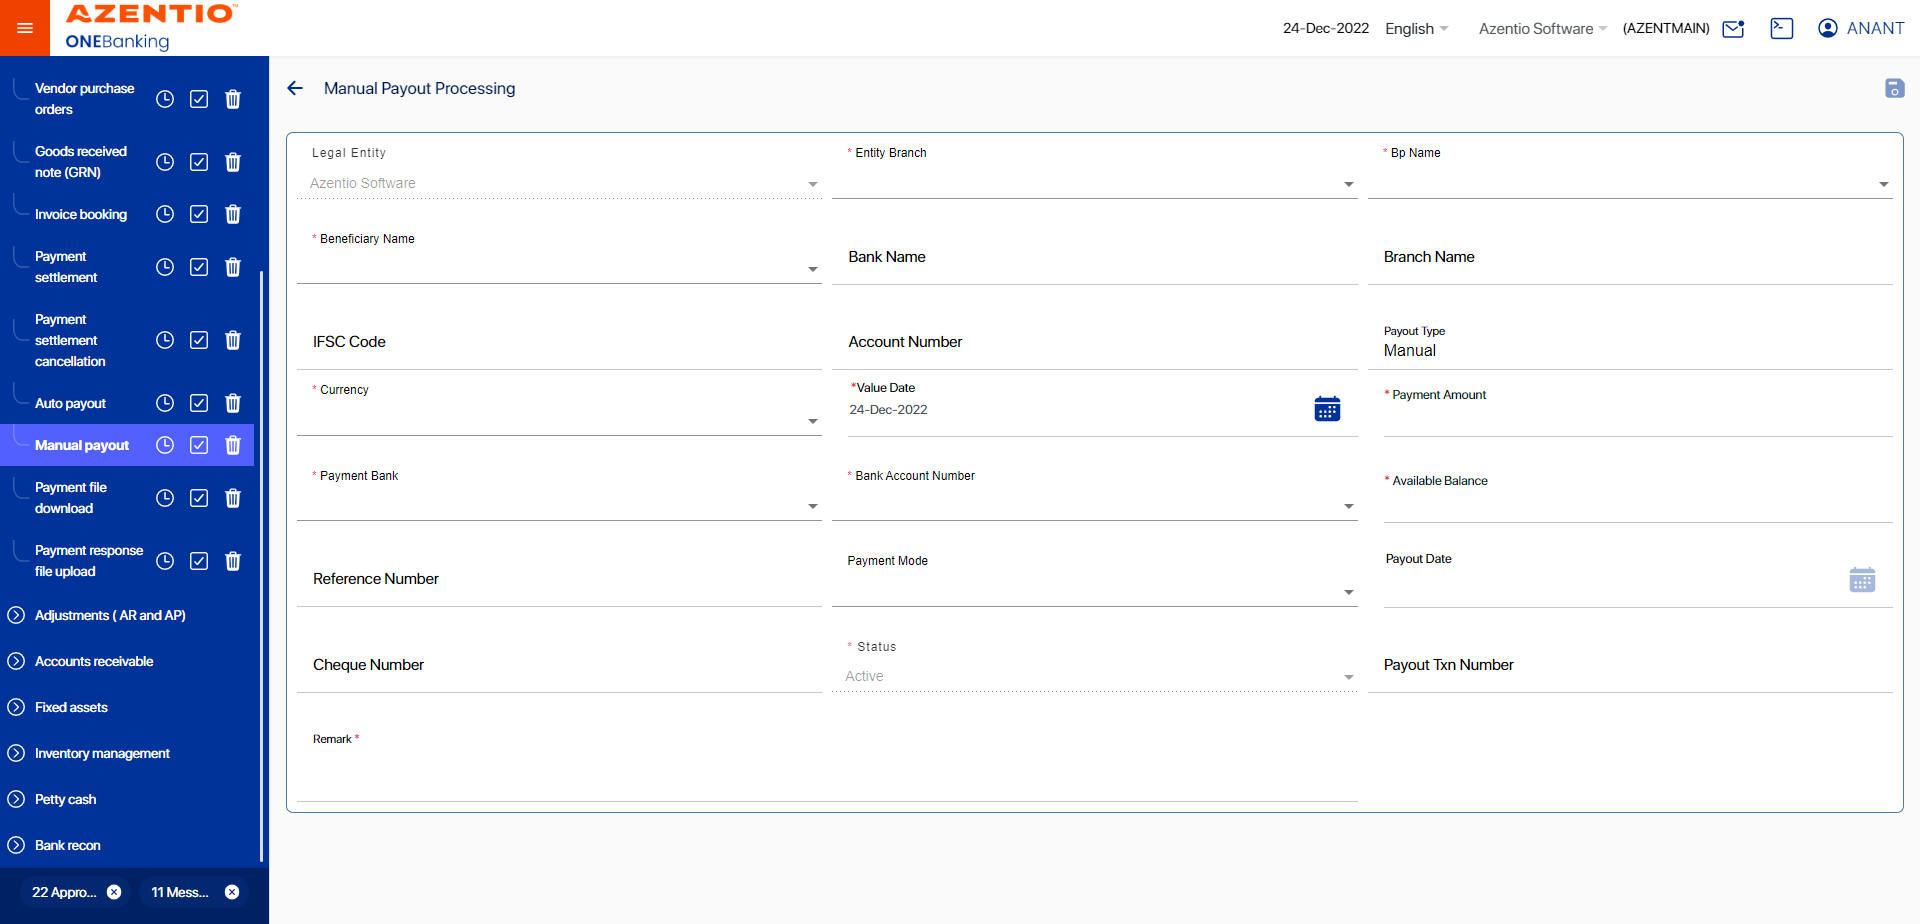 AZENTIO™
ONEBanking
24-Dec-2022 English Azentio Software (AZENTMAIN) ANANT
Vendor purchase
orders
Goods received
note (GRN)
Invoice booking
Payment
settlement
Payment
settlement
cancellation
Auto payout
Manual payout
Payment file
download
Payment response
file upload
Adjustments ( AR and AP)
Accounts receivable
Fixed assets
Inventory management
Petty cash
Bank recon
22 Appro...
11 Mess...
Manual Payout Processing
Legal Entity
Azentio Software
* Entity Branch
* Bp Name
* Beneficiary Name
Bank Name
Branch Name
IFSC Code
Account Number
Payout Type
Manual
* Currency
*Value Date
24-Dec-2022
* Payment Amount
* Payment Bank
* Bank Account Number
* Available Balance
Reference Number
Payment Mode
Payout Date
Cheque Number
* Status
Active
Payout Txn Number
Remark *